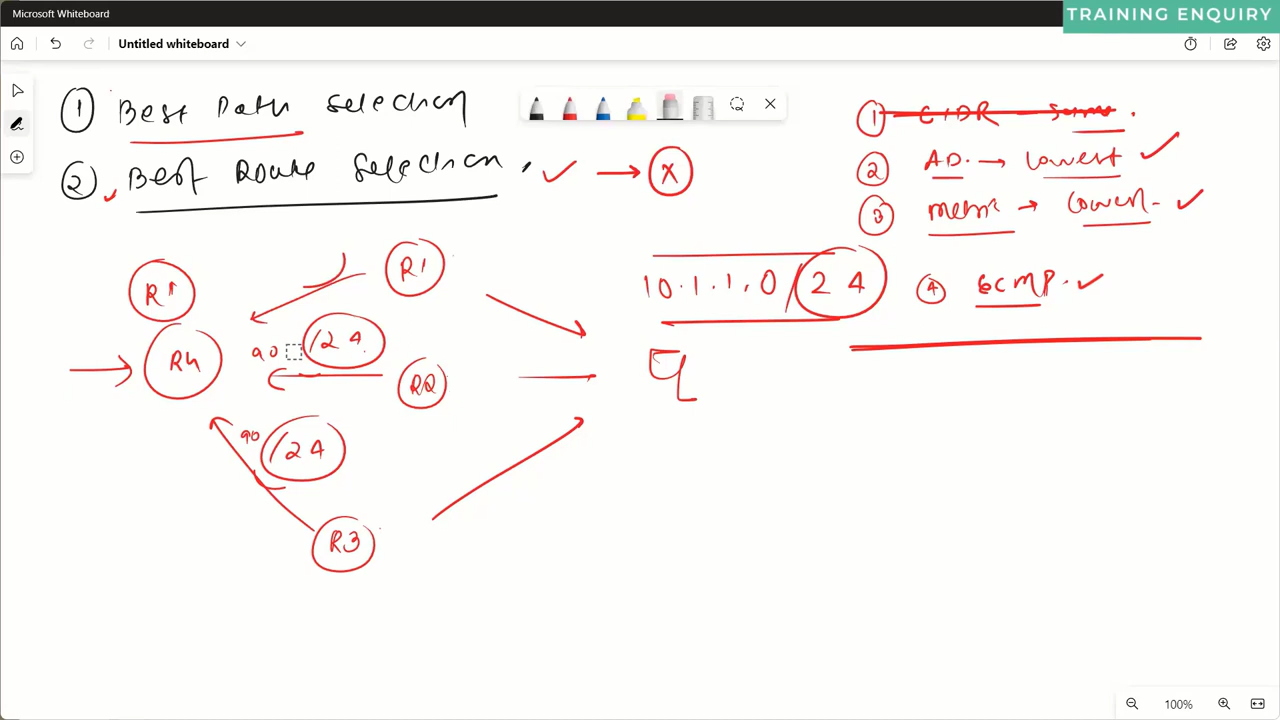 Microsoft Whiteboard
TRAINING ENQUIRY
Untitled whiteboard
① Best Path Selection
② Best Route Selection, ✓ → X
① CIDR same.
② AD. → Lowest ✓
③ metric → Lowest. ✓
④ ECMP. ✓
R1
R1
10.1.1.0/24
90 /24
R4
R2
90
/24
R3
100%